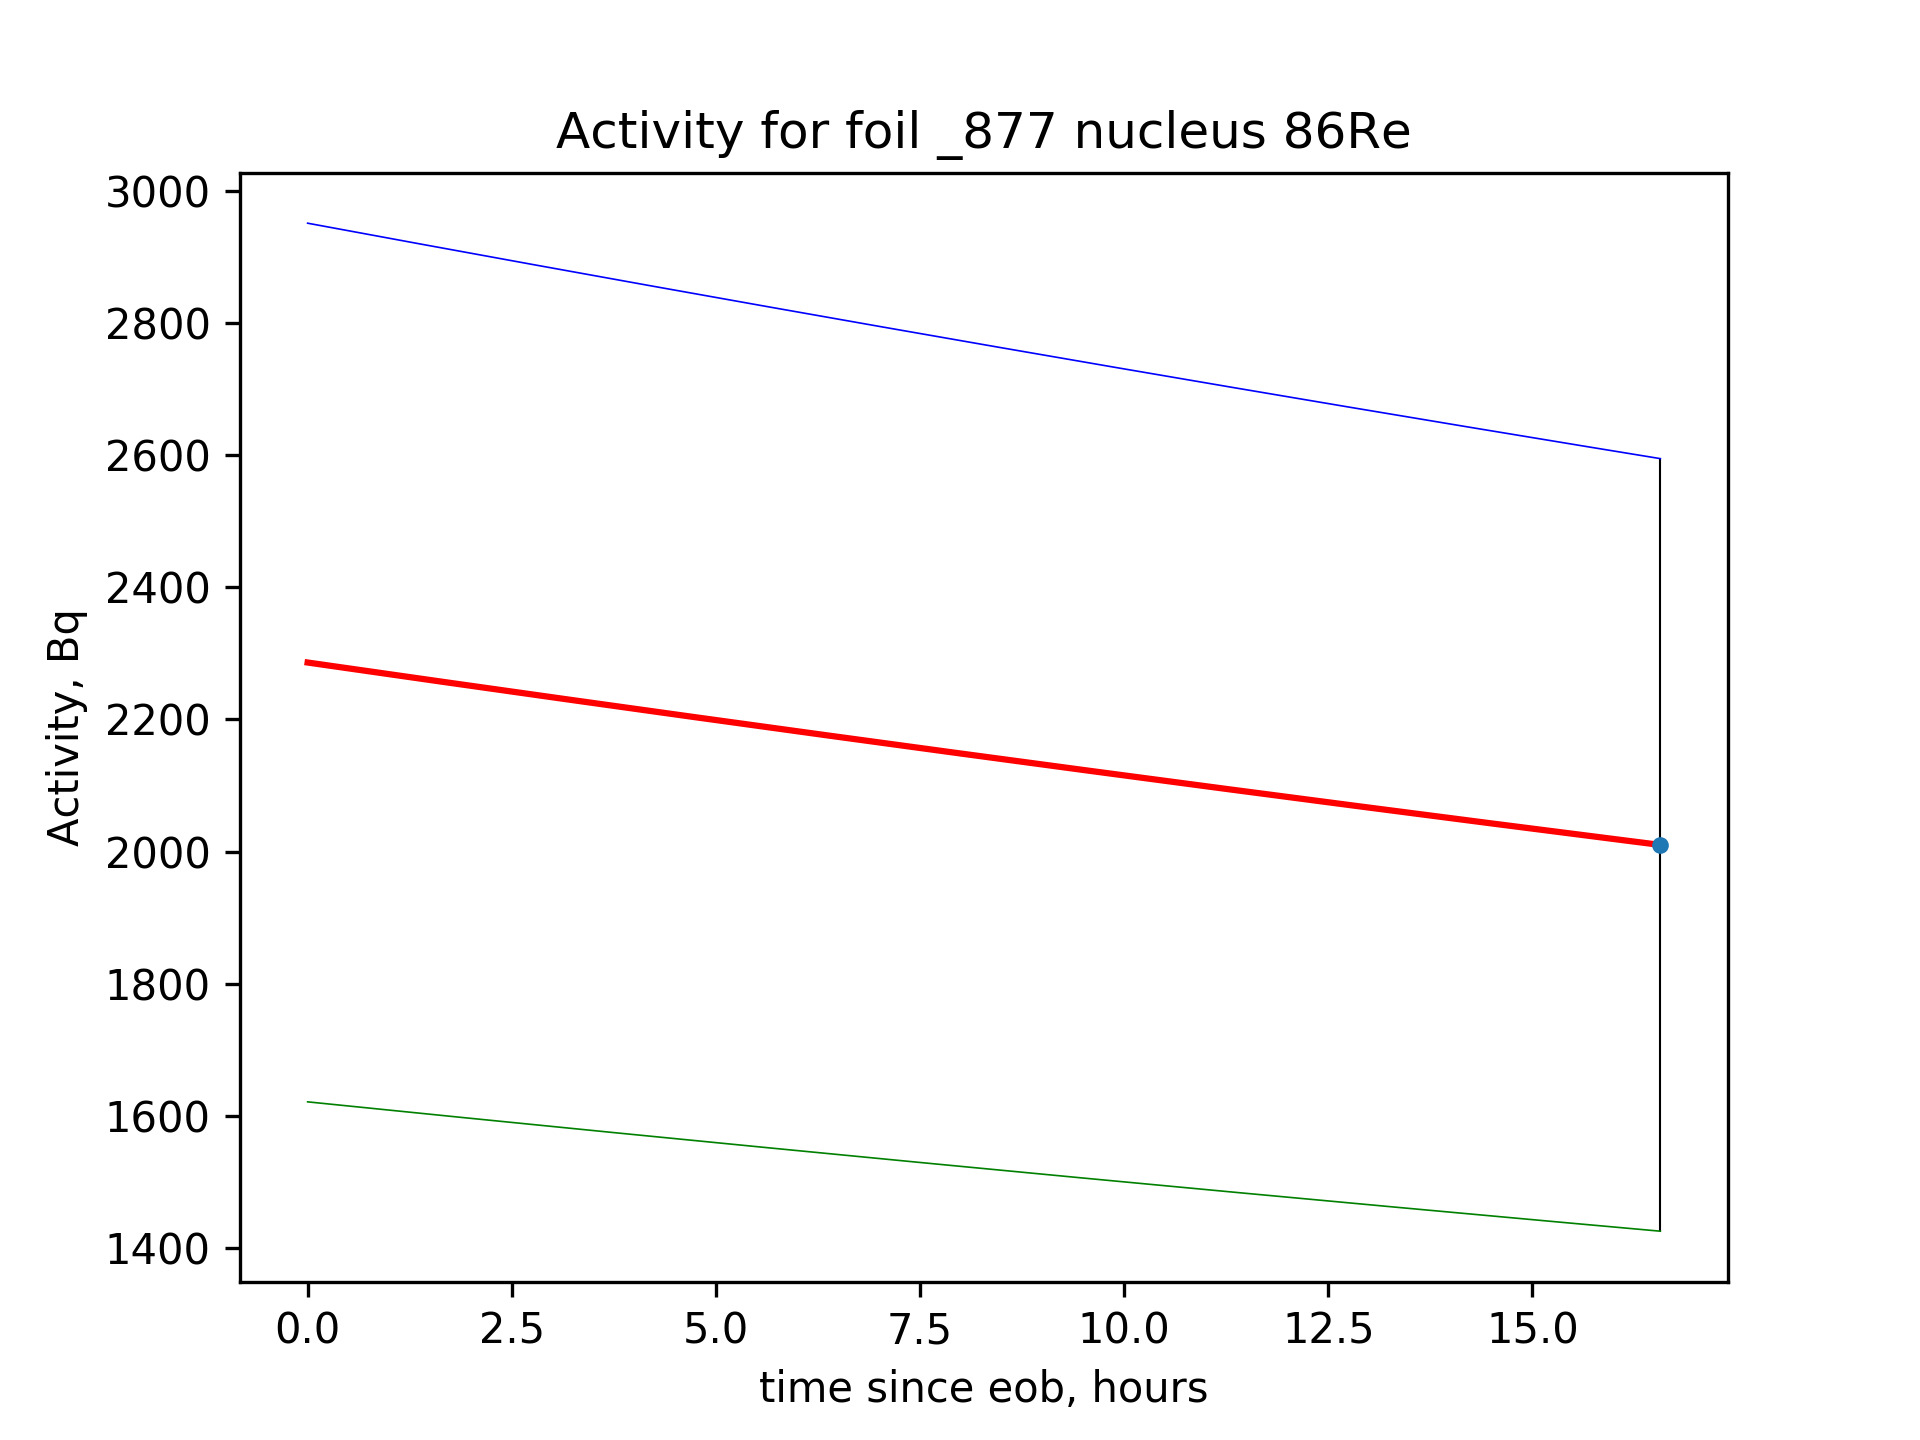 Activity for foil _877 nucleus 86Re
3000
2800
2600
2400
2200
2000
1800
1600
1400
Activity, Bq
0.0 2.5 5.0 7.5 10.0 12.5 15.0
time since eob, hours